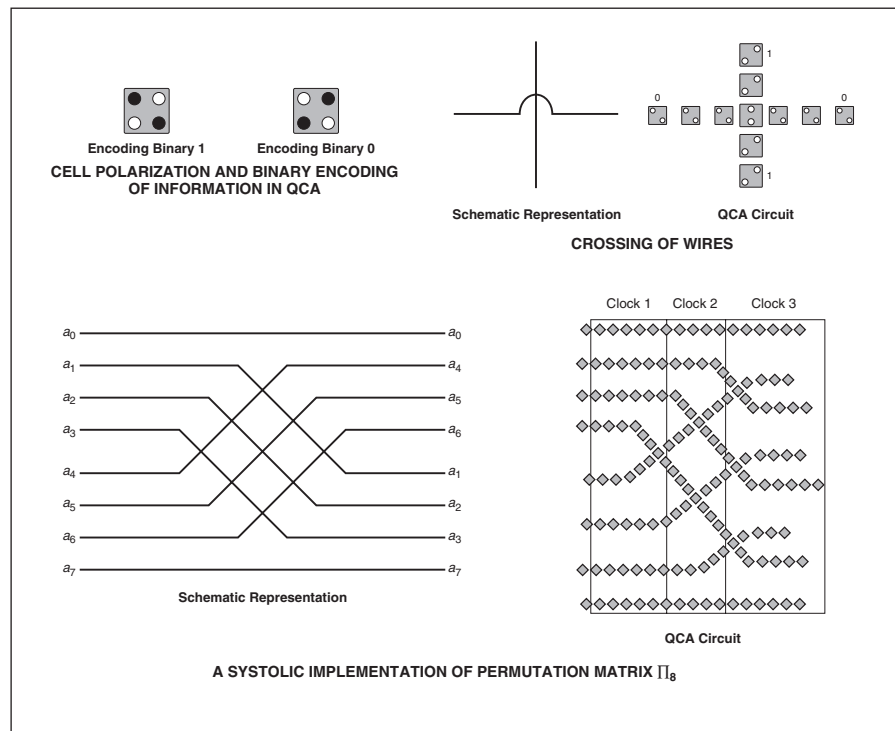 Encoding Binary 1
Encoding Binary 0
CELL POLARIZATION AND BINARY ENCODING
OF INFORMATION IN QCA
1
0
0
1
Schematic Representation
QCA Circuit
CROSSING OF WIRES
a₀
a₁
a₂
a₃
a₄
a₅
a₆
a₇
a₀
a₄
a₅
a₆
a₁
a₂
a₃
a₇
Schematic Representation
Clock 1
Clock 2
Clock 3
QCA Circuit
A SYSTOLIC IMPLEMENTATION OF PERMUTATION MATRIX Π₈